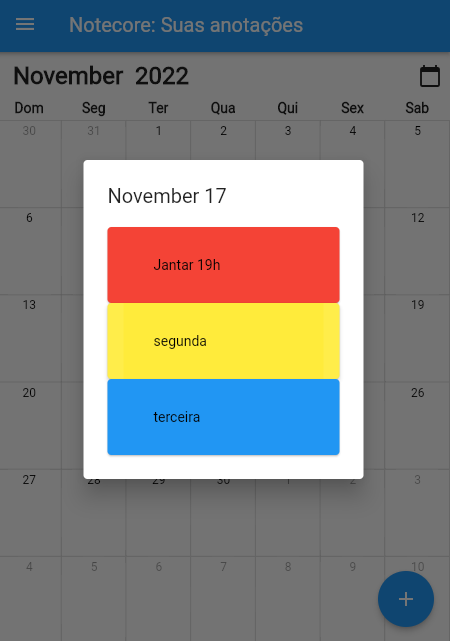 Notecore: Suas anotações
November 2022
Dom Seg Ter Qua Qui Sex Sab
30 31 1 2 3 4 5
November 17
6 12
Jantar 19h
13 19
segunda
20 26
terceira
27 28 29 30 1 2 3
4 5 6 7 8 9 10